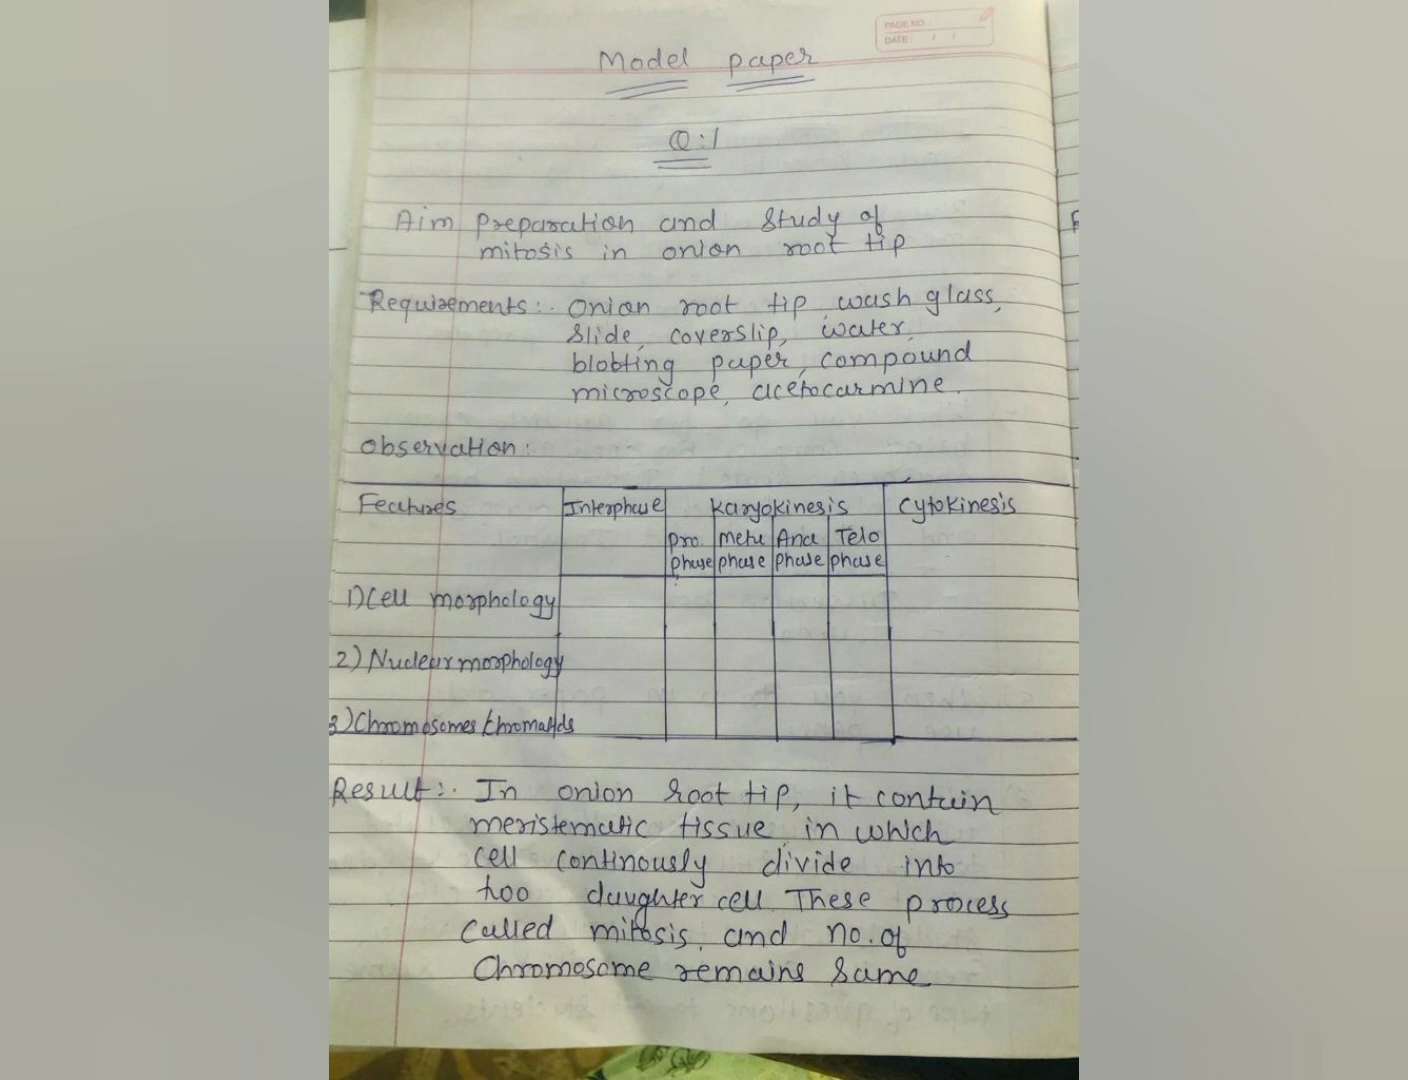 PAGE NO.
DATE: / /
Model paper
Q:1
Aim Preparation and Study of
mitosis in onion root tip
Requirements:- Onion root tip, wash glass,
Slide, coverslip, water,
blotting paper, compound
microscope, acetocarmine.
Observation:
Features Interphase Karyokinesis Cytokinesis
Pro. Meta Ana Telo
phase phase phase phase
1) Cell morphology
2) Nuclear morphology
3) Chromosomes/chromatids
Result:- In onion root tip, it contain
meristematic tissue in which
cell continously divide into
too daughter cell. These process
called mitosis, and no. of
Chromosome remains same